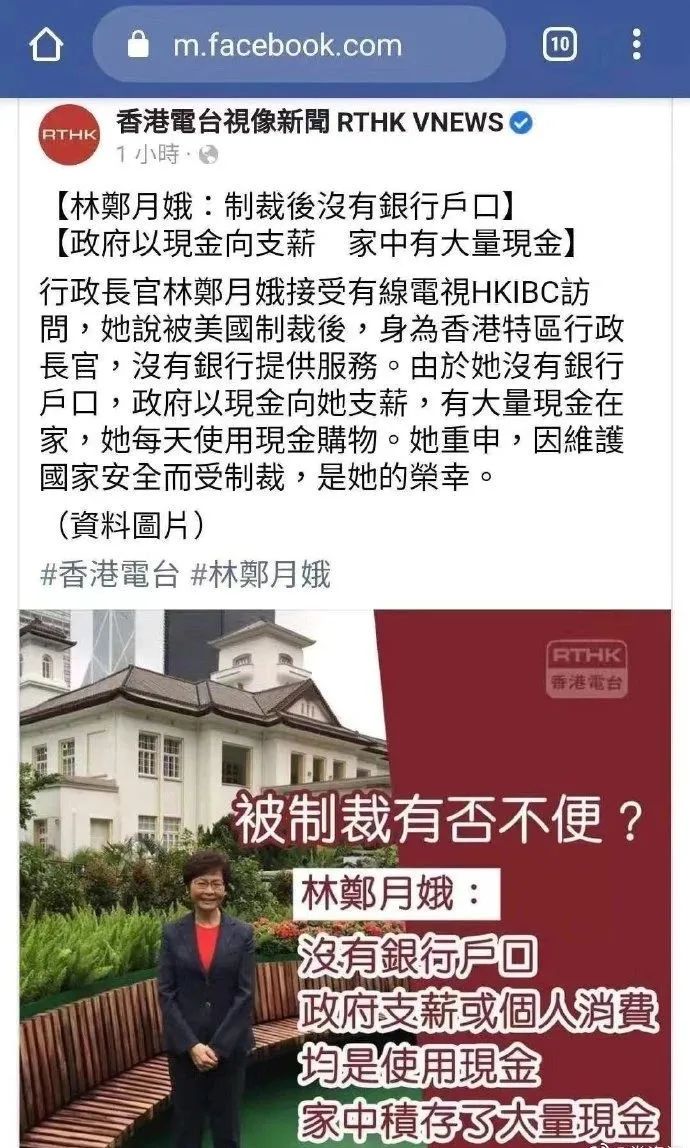 m.facebook.com
10
RTHK
香港電台視像新聞 RTHK VNEWS
1 小時 ·
【林鄭月娥：制裁後沒有銀行戶口】
【政府以現金向支薪　家中有大量現金】
行政長官林鄭月娥接受有線電視HKIBC訪
問，她說被美國制裁後，身為香港特區行政
長官，沒有銀行提供服務。由於她沒有銀行
戶口，政府以現金向她支薪，有大量現金在
家，她每天使用現金購物。她重申，因維護
國家安全而受制裁，是她的榮幸。
（資料圖片）
#香港電台 #林鄭月娥
RTHK
香港電台
被制裁有否不便？
林鄭月娥：
沒有銀行戶口
政府支薪或個人消費
均是使用現金
家中積存了大量現金